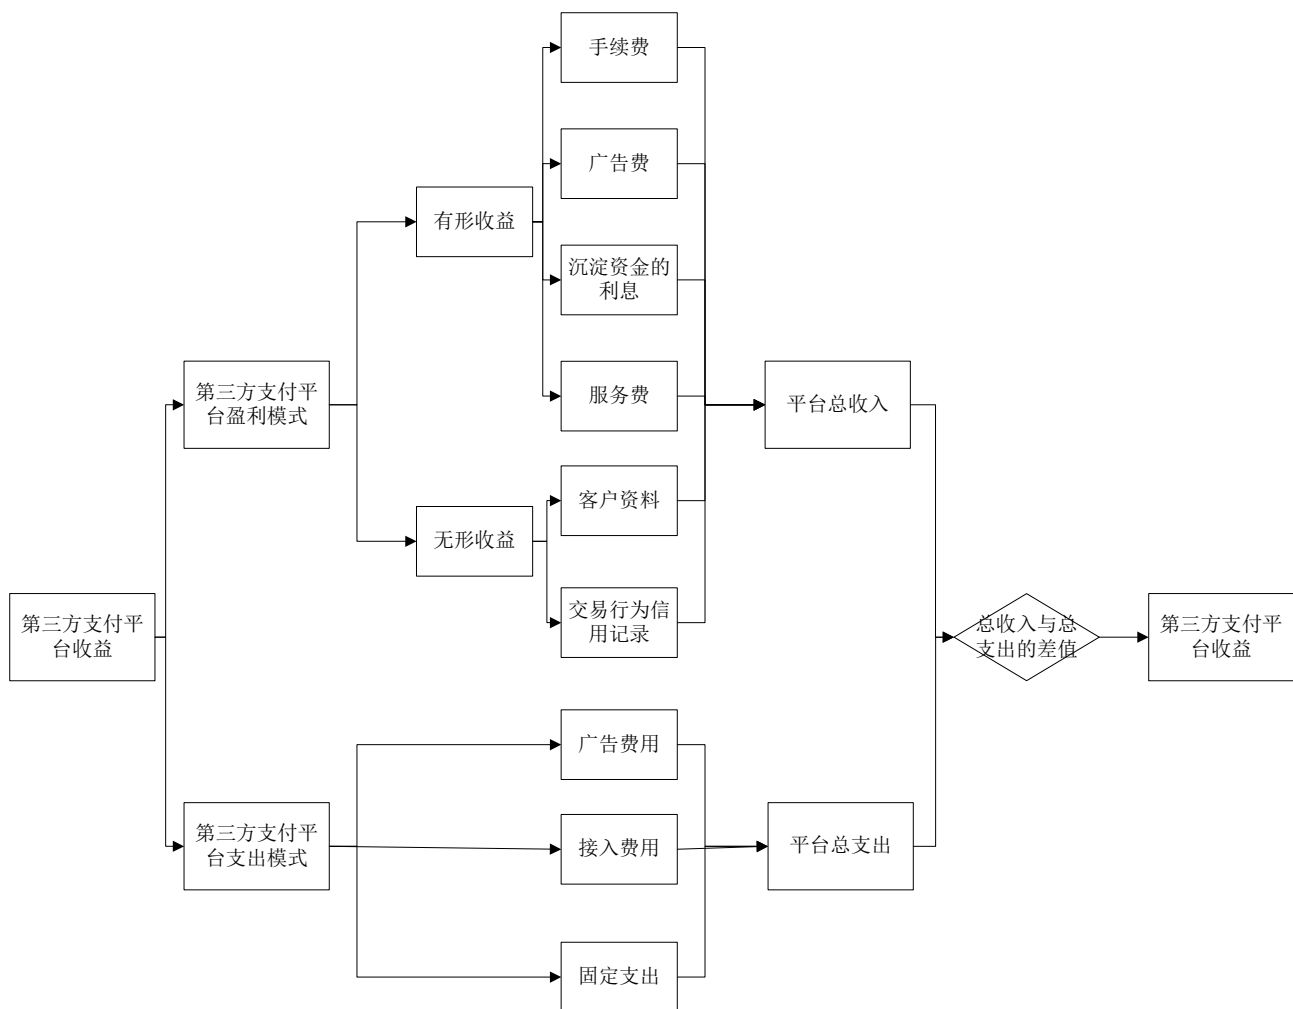 手续费
广告费
有形收益
沉淀资金的
利息
第三方支付平
台盈利模式
服务费
平台总收入
客户资料
无形收益
交易行为信
用记录
第三方支付平
台收益
总收入与总
支出的差值
第三方支付平
台收益
广告费用
第三方支付平
台支出模式
接入费用
平台总支出
固定支出